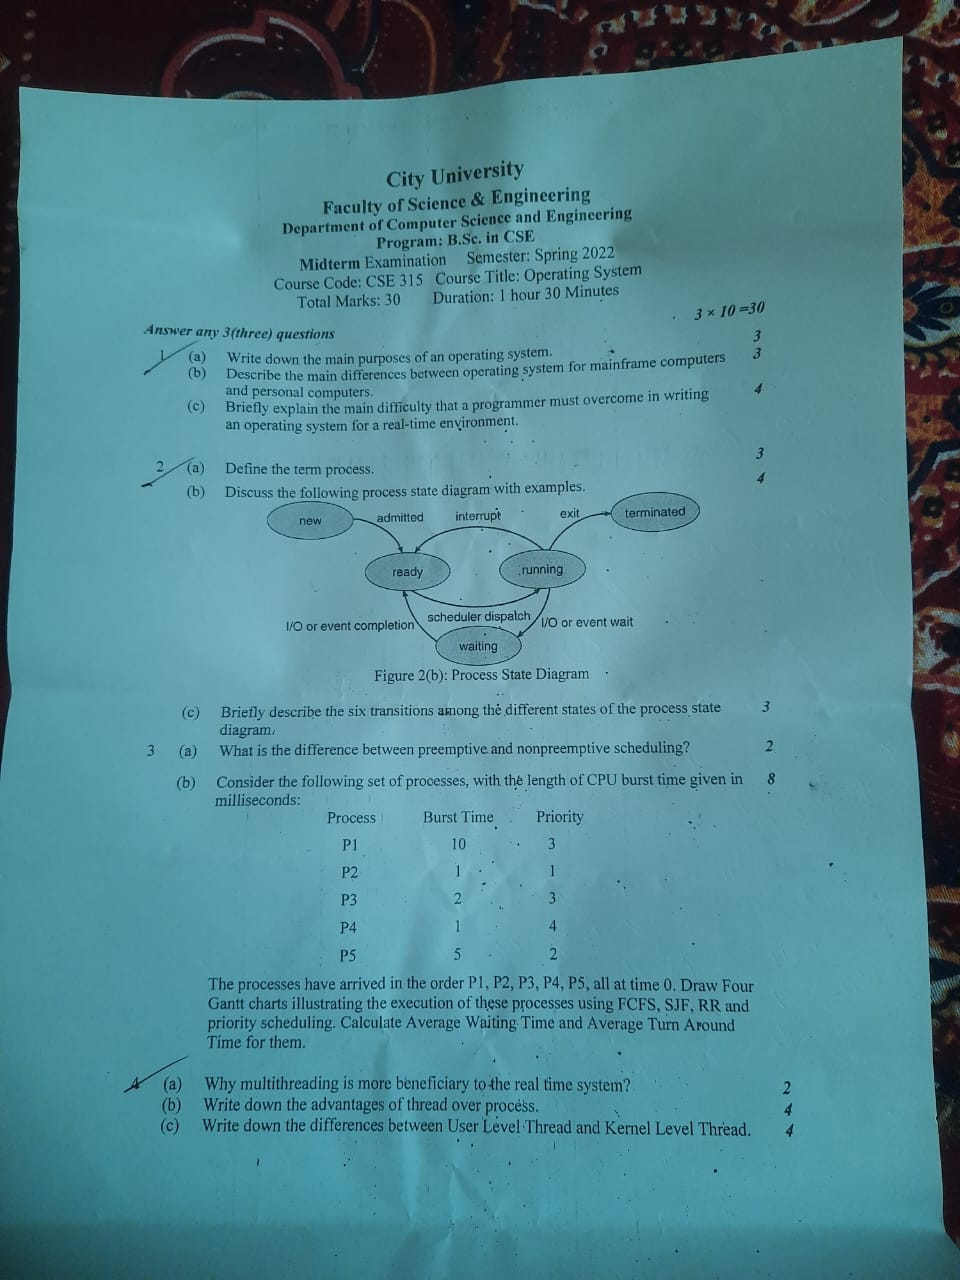 City University
Faculty of Science & Engineering
Department of Computer Science and Engineering
Program: B.Sc. in CSE
Midterm Examination Semester: Spring 2022
Course Code: CSE 315 Course Title: Operating System
Total Marks: 30 Duration: 1 hour 30 Minutes
3 × 10 =30
Answer any 3(three) questions
1 (a) Write down the main purposes of an operating system. 3
(b) Describe the main differences between operating system for mainframe computers 3
and personal computers.
(c) Briefly explain the main difficulty that a programmer must overcome in writing 4
an operating system for a real-time environment.
2 (a) Define the term process. 3
(b) Discuss the following process state diagram with examples. 4
new admitted interrupt exit terminated
ready running
I/O or event completion scheduler dispatch I/O or event wait
waiting
Figure 2(b): Process State Diagram
(c) Briefly describe the six transitions among the different states of the process state 3
diagram.
3 (a) What is the difference between preemptive and nonpreemptive scheduling? 2
(b) Consider the following set of processes, with the length of CPU burst time given in 8
milliseconds:
Process Burst Time Priority
P1 10 3
P2 1 1
P3 2 3
P4 1 4
P5 5 2
The processes have arrived in the order P1, P2, P3, P4, P5, all at time 0. Draw Four
Gantt charts illustrating the execution of these processes using FCFS, SJF, RR and
priority scheduling. Calculate Average Waiting Time and Average Turn Around
Time for them.
4 (a) Why multithreading is more beneficiary to the real time system? 2
(b) Write down the advantages of thread over process. 4
(c) Write down the differences between User Level Thread and Kernel Level Thread. 4